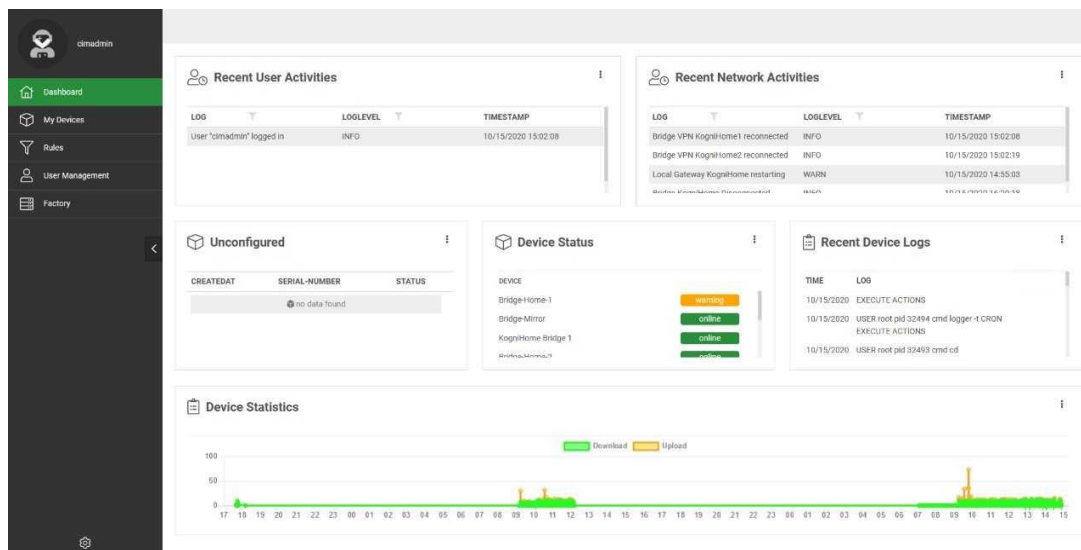 cimadmin
Dashboard
My Devices
Rules
User Management
Factory
Recent User Activities
LOG LOGLEVEL TIMESTAMP
User "cimadmin" logged in INFO 10/15/2020 15:02:08
Recent Network Activities
LOG LOGLEVEL TIMESTAMP
Bridge VPN KogniHome1 reconnected INFO 10/15/2020 15:02:08
Bridge VPN KogniHome2 reconnected INFO 10/15/2020 15:02:19
Local Gateway KogniHome restarting WARN 10/15/2020 14:55:03
Bridge KogniHome Disconnected INFO
Unconfigured
CREATEDAT SERIAL-NUMBER STATUS
no data found
Device Status
DEVICE
Bridge-Home-1 warning
Bridge-Mirror online
KogniHome Bridge 1 online
Bridge-Home-2 online
Recent Device Logs
TIME LOG
10/15/2020 EXECUTE ACTIONS
10/15/2020 USER root pid 32494 cmd logger -t CRON
EXECUTE ACTIONS
10/15/2020 USER root pid 32493 cmd cd
Device Statistics
Download Upload
100
50
0
17 18 19 20 21 22 23 00 01 02 03 04 05 06 07 08 09 10 11 12 13 14 15 16 17 18 19 20 21 22 23 00 01 02 03 04 05 06 07 08 09 10 11 12 13 14 15